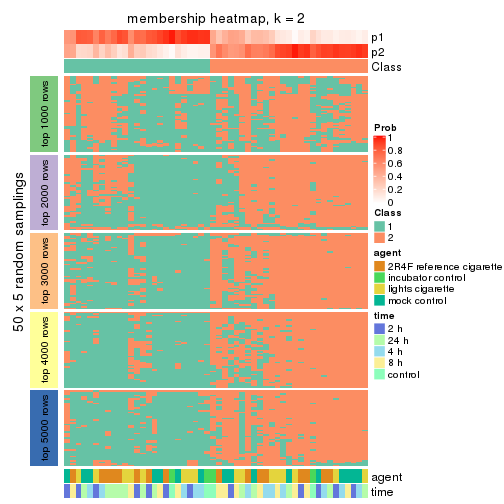 membership heatmap, k = 2
p1
p2
Class
50 x 5 random samplings
top 1000 rows
top 2000 rows
top 3000 rows
top 4000 rows
top 5000 rows
agent
time
Prob
1
0.8
0.6
0.4
0.2
0
Class
1
2
agent
2R4F reference cigarette
incubator control
lights cigarette
mock control
time
2 h
24 h
4 h
8 h
control